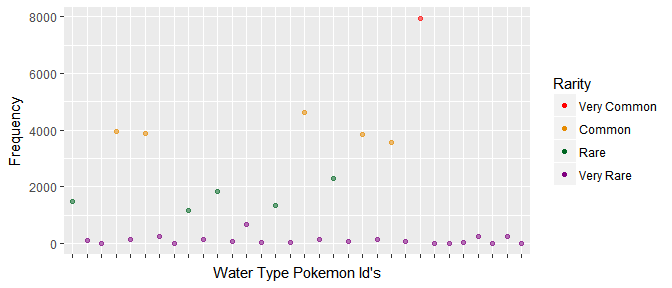 8000
6000
4000
2000
0
Frequency
Water Type Pokemon Id's
Rarity
Very Common
Common
Rare
Very Rare